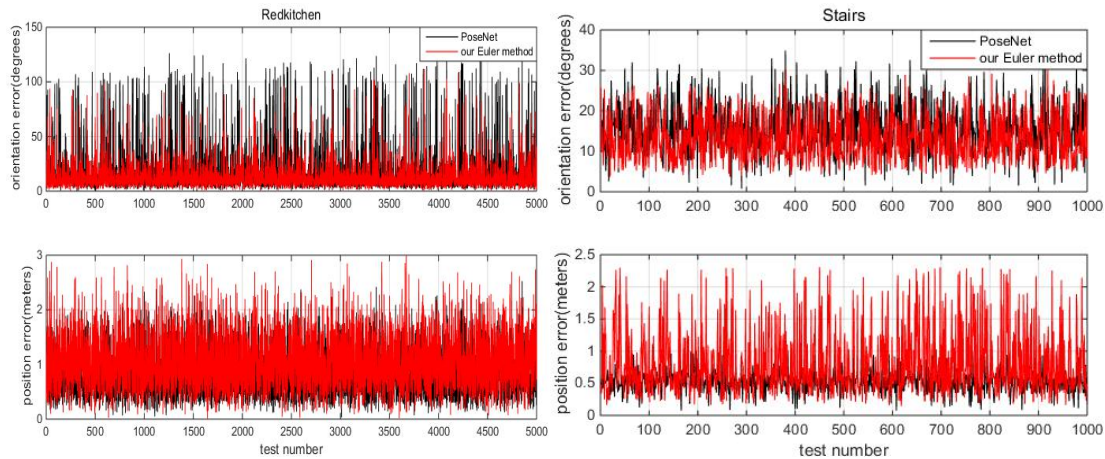 Redkitchen
orientation error(degrees)
150
100
50
0
PoseNet
our Euler method
0 500 1000 1500 2000 2500 3000 3500 4000 4500 5000
Stairs
orientation error(degrees)
40
30
20
10
0
PoseNet
our Euler method
0 100 200 300 400 500 600 700 800 900 1000
position error(meters)
3
2
1
0
0 500 1000 1500 2000 2500 3000 3500 4000 4500 5000
test number
position error(meters)
2.5
2
1.5
1
0.5
0
0 100 200 300 400 500 600 700 800 900 1000
test number